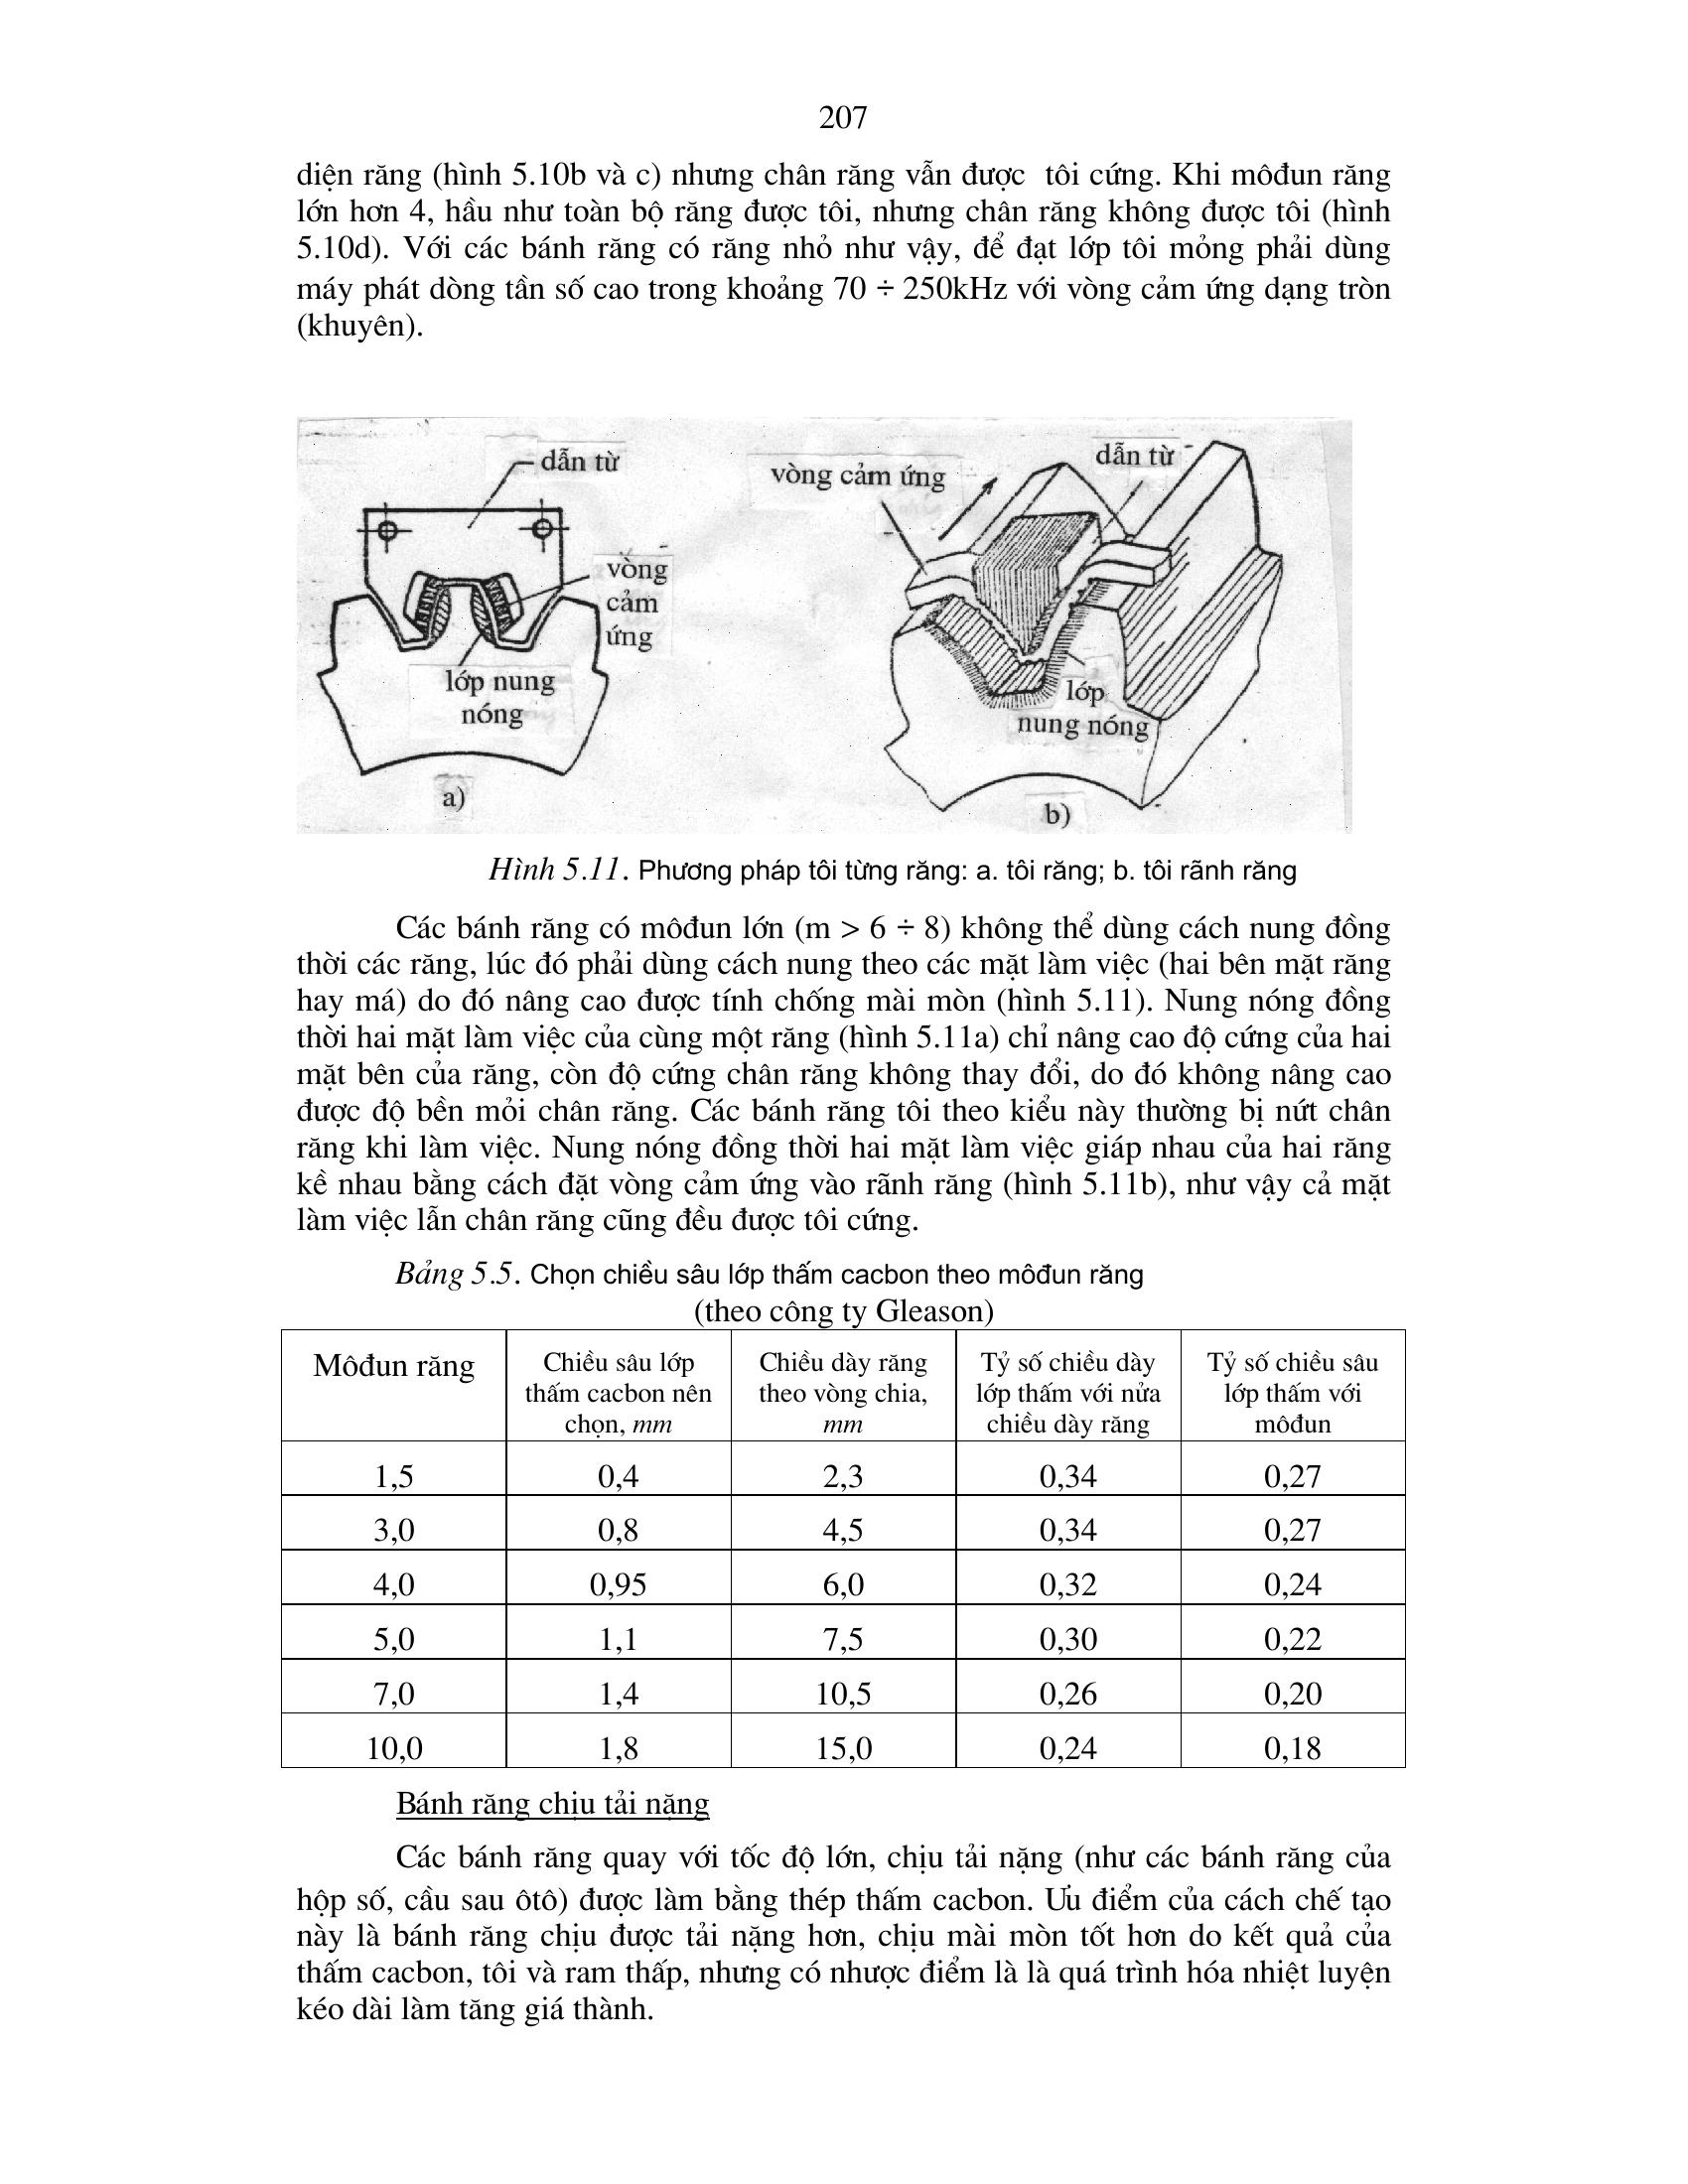 207
diện răng (hình 5.10b và c) nhưng chân răng vẫn được tôi cứng. Khi môđun răng
lớn hơn 4, hầu như toàn bộ răng được tôi, nhưng chân răng không được tôi (hình
5.10d). Với các bánh răng có răng nhỏ như vậy, để đạt lớp tôi mỏng phải dùng
máy phát dòng tần số cao trong khoảng 70 ÷ 250kHz với vòng cảm ứng dạng tròn
(khuyên).
dẫn từ
vòng
cảm
ứng
lớp nung
nóng
a)
vòng cảm ứng
dẫn từ
lớp
nung nóng
b)
Hình 5.11. Phương pháp tôi từng răng: a. tôi răng; b. tôi rãnh răng
Các bánh răng có môđun lớn (m > 6 ÷ 8) không thể dùng cách nung đồng
thời các răng, lúc đó phải dùng cách nung theo các mặt làm việc (hai bên mặt răng
hay má) do đó nâng cao được tính chống mài mòn (hình 5.11). Nung nóng đồng
thời hai mặt làm việc của cùng một răng (hình 5.11a) chỉ nâng cao độ cứng của hai
mặt bên của răng, còn độ cứng chân răng không thay đổi, do đó không nâng cao
được độ bền mỏi chân răng. Các bánh răng tôi theo kiểu này thường bị nứt chân
răng khi làm việc. Nung nóng đồng thời hai mặt làm việc giáp nhau của hai răng
kề nhau bằng cách đặt vòng cảm ứng vào rãnh răng (hình 5.11b), như vậy cả mặt
làm việc lẫn chân răng cũng đều được tôi cứng.
Bảng 5.5. Chọn chiều sâu lớp thấm cacbon theo môđun răng
(theo công ty Gleason)
Môđun răng
Chiều sâu lớp
thấm cacbon nên
chọn, mm
Chiều dày răng
theo vòng chia,
mm
Tỷ số chiều dày
lớp thấm với nửa
chiều dày răng
Tỷ số chiều sâu
lớp thấm với
môđun
1,5 0,4 2,3 0,34 0,27
3,0 0,8 4,5 0,34 0,27
4,0 0,95 6,0 0,32 0,24
5,0 1,1 7,5 0,30 0,22
7,0 1,4 10,5 0,26 0,20
10,0 1,8 15,0 0,24 0,18
Bánh răng chịu tải nặng
Các bánh răng quay với tốc độ lớn, chịu tải nặng (như các bánh răng của
hộp số, cầu sau ôtô) được làm bằng thép thấm cacbon. Ưu điểm của cách chế tạo
này là bánh răng chịu được tải nặng hơn, chịu mài mòn tốt hơn do kết quả của
thấm cacbon, tôi và ram thấp, nhưng có nhược điểm là là quá trình hóa nhiệt luyện
kéo dài làm tăng giá thành.